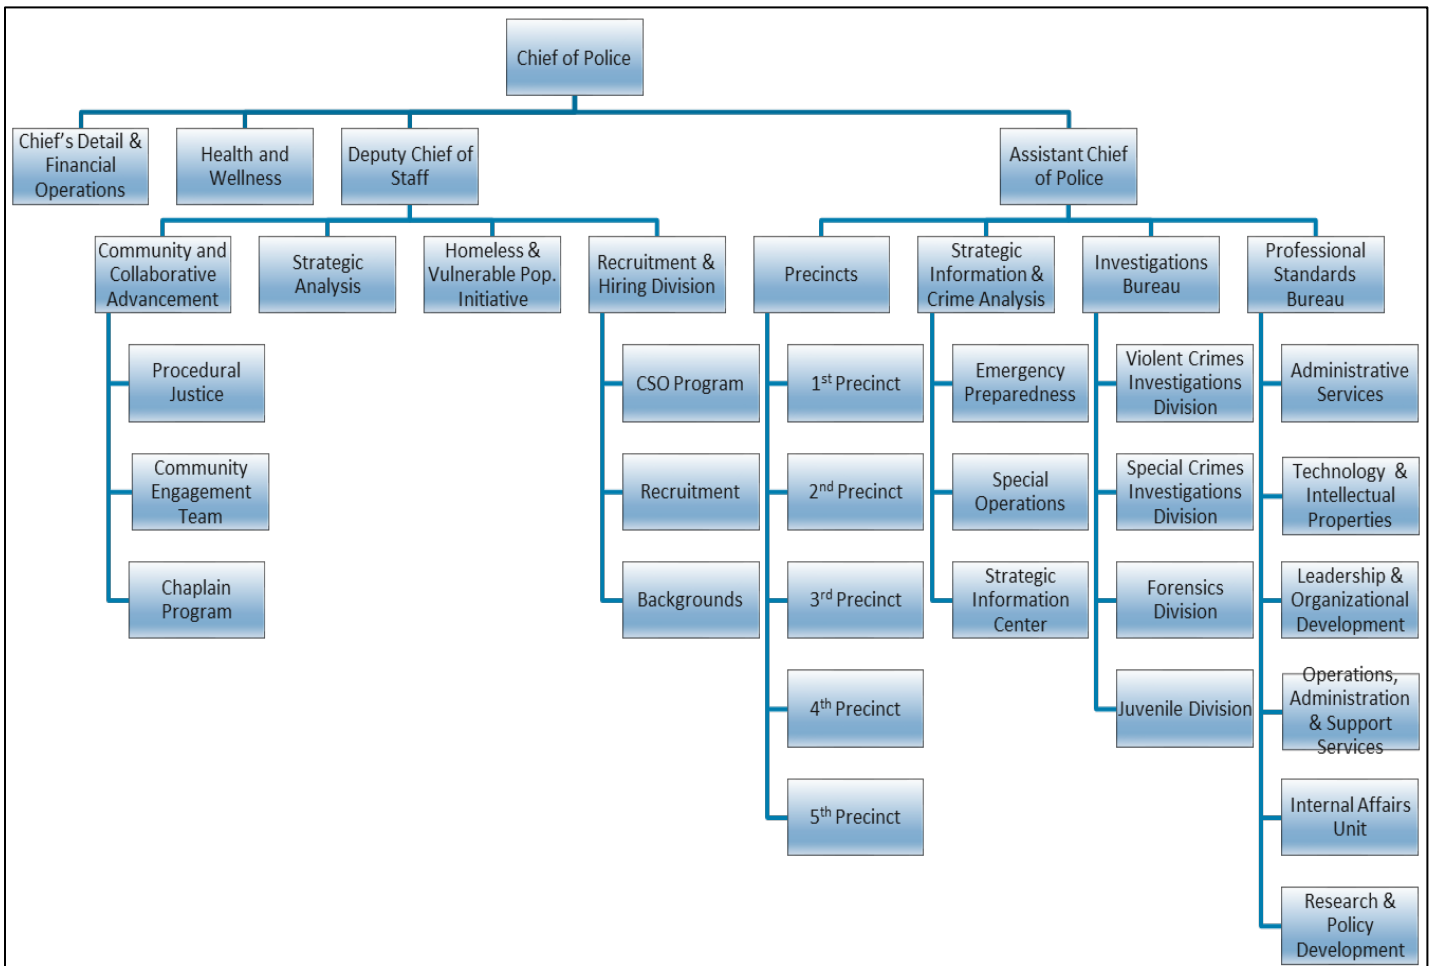 Chief of Police
Chief's Detail &
Financial
Operations
Health and
Wellness
Deputy Chief of
Staff
Assistant Chief
of Police
Community and
Collaborative
Advancement
Strategic
Analysis
Homeless &
Vulnerable Pop.
Initiative
Recruitment &
Hiring Division
Precincts
Strategic
Information &
Crime Analysis
Investigations
Bureau
Professional
Standards
Bureau
Procedural
Justice
Community
Engagement
Team
Chaplain
Program
CSO Program
Recruitment
Backgrounds
1st Precinct
2nd Precinct
3rd Precinct
4th Precinct
5th Precinct
Emergency
Preparedness
Special
Operations
Strategic
Information
Center
Violent Crimes
Investigations
Division
Special Crimes
Investigations
Division
Forensics
Division
Juvenile Division
Administrative
Services
Technology &
Intellectual
Properties
Leadership &
Organizational
Development
Operations,
Administration
& Support
Services
Internal Affairs
Unit
Research &
Policy
Development